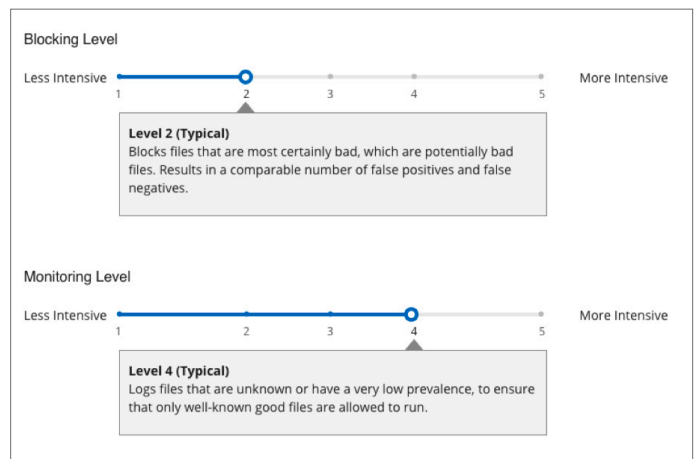 Blocking Level
Less Intensive More Intensive
1 2 3 4 5
Level 2 (Typical)
Blocks files that are most certainly bad, which are potentially bad
files. Results in a comparable number of false positives and false
negatives.
Monitoring Level
Less Intensive More Intensive
1 2 3 4 5
Level 4 (Typical)
Logs files that are unknown or have a very low prevalence, to ensure
that only well-known good files are allowed to run.